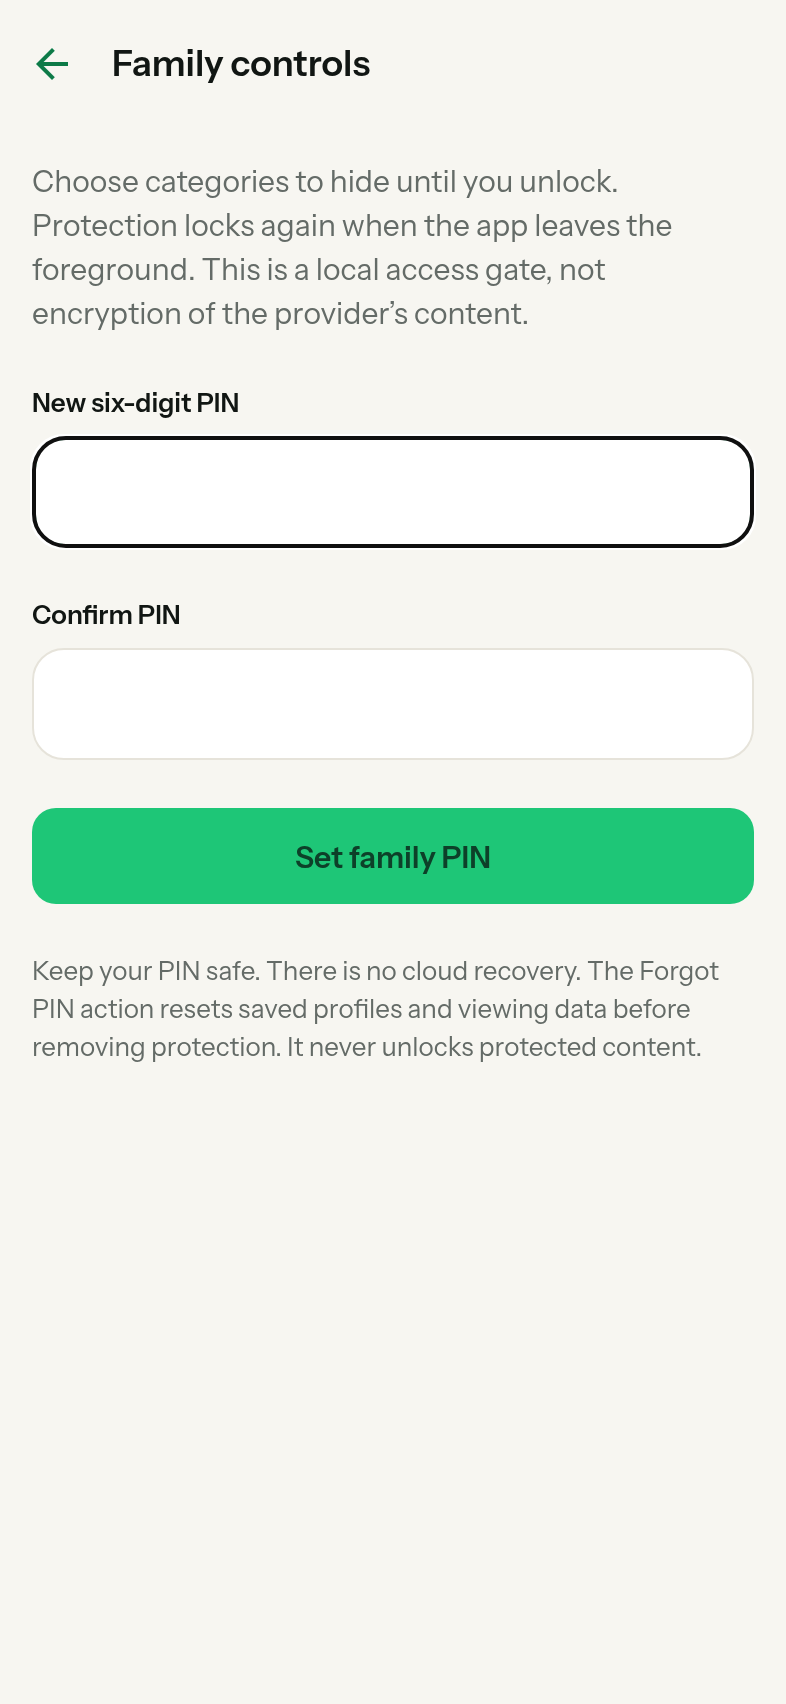 Family controls
Choose categories to hide until you unlock.
Protection locks again when the app leaves the
foreground. This is a local access gate, not
encryption of the provider’s content.
New six-digit PIN
Confirm PIN
Set family PIN
Keep your PIN safe. There is no cloud recovery. The Forgot
PIN action resets saved profiles and viewing data before
removing protection. It never unlocks protected content.